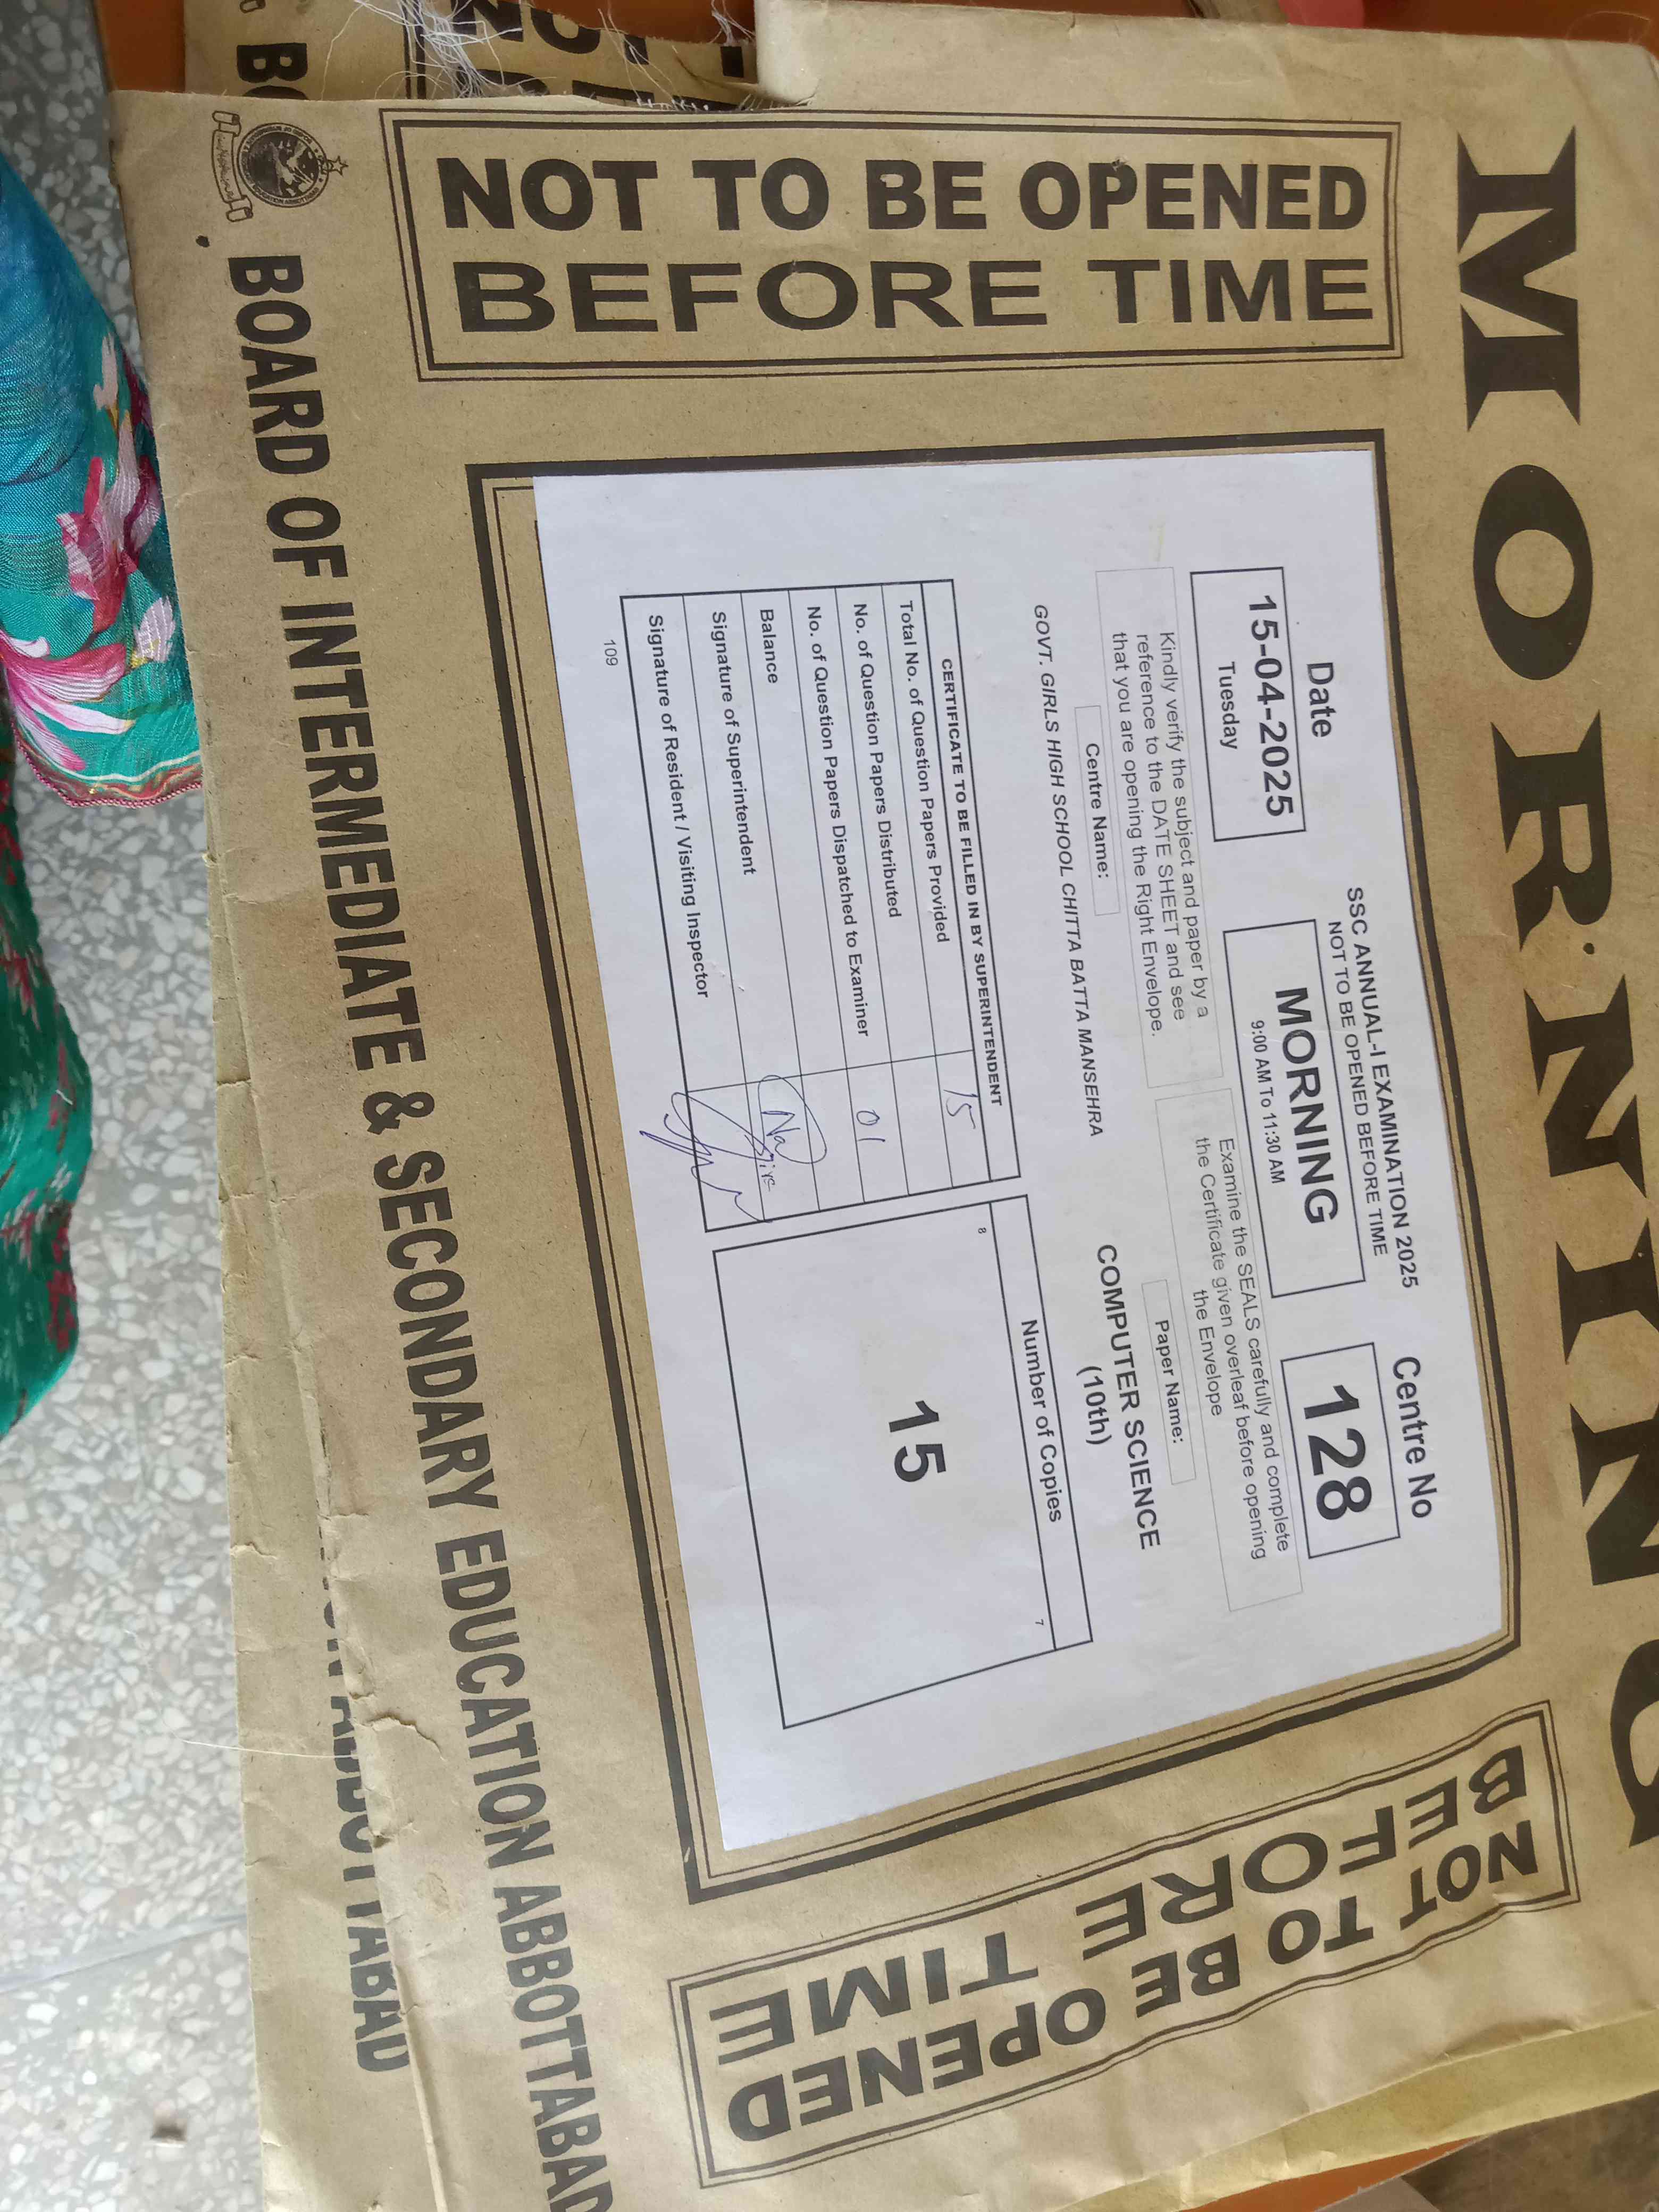 MORNING
NOT TO BE OPENED
BEFORE TIME
SSC ANNUAL-I EXAMINATION 2025
NOT TO BE OPENED BEFORE TIME
Date
15-04-2025
Tuesday
MORNING
9:00 AM To 11:30 AM
Centre No
128
Kindly verify the subject and paper by a
reference to the DATE SHEET and see
that you are opening the Right Envelope.
Examine the SEALS carefully and complete
the Certificate given overleaf before opening
the Envelope
Centre Name:
GOVT. GIRLS HIGH SCHOOL CHITTA BATTA MANSEHRA
Paper Name:
COMPUTER SCIENCE
(10th)
CERTIFICATE TO BE FILLED IN BY SUPERINTENDENT
Total No. of Question Papers Provided 15
No. of Question Papers Distributed
No. of Question Papers Dispatched to Examiner 01
Balance
Signature of Superintendent
Signature of Resident / Visiting Inspector
109
Number of Copies
8
7
15
NOT TO BE OPENED
BEFORE TIME
BOARD OF INTERMEDIATE & SECONDARY EDUCATION ABBOTTABAD